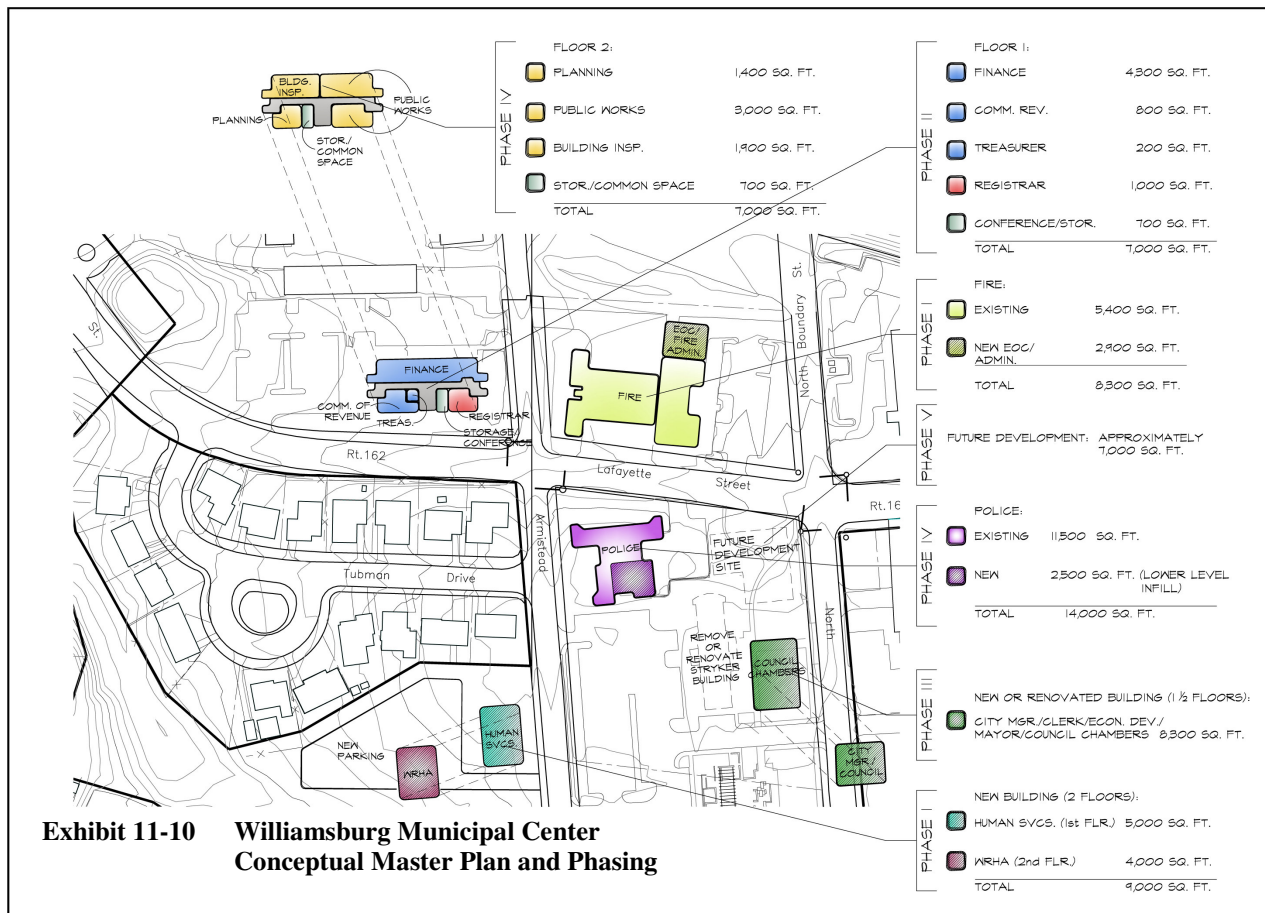 FLOOR 2:
PLANNING 1,400 SQ. FT.
PUBLIC WORKS 3,000 SQ. FT.
BUILDING INSP. 1,900 SQ. FT.
STOR./COMMON SPACE 700 SQ. FT.
TOTAL 7,000 SQ. FT.
PHASE IV
FLOOR 1:
FINANCE 4,300 SQ. FT.
COMM. REV. 800 SQ. FT.
TREASURER 200 SQ. FT.
REGISTRAR 1,000 SQ. FT.
CONFERENCE/STOR. 700 SQ. FT.
TOTAL 7,000 SQ. FT.
PHASE II
FIRE:
EXISTING 5,400 SQ. FT.
NEW EOC/
ADMIN. 2,900 SQ. FT.
TOTAL 8,300 SQ. FT.
PHASE I
FUTURE DEVELOPMENT: APPROXIMATELY
7,000 SQ. FT.
PHASE V
POLICE:
EXISTING 11,500 SQ. FT.
NEW 2,500 SQ. FT. (LOWER LEVEL
INFILL)
TOTAL 14,000 SQ. FT.
PHASE IV
NEW OR RENOVATED BUILDING (1 ½ FLOORS):
CITY MGR./CLERK/ECON. DEV./
MAYOR/COUNCIL CHAMBERS 8,300 SQ. FT.
PHASE III
NEW BUILDING (2 FLOORS):
HUMAN SVCS. (1st FLR.) 5,000 SQ. FT.
WRHA (2nd FLR.) 4,000 SQ. FT.
TOTAL 9,000 SQ. FT.
PHASE I
BLDG.
INSP.
PUBLIC
WORKS
PLANNING
STOR./
COMMON
SPACE
St.
FINANCE
COMM. OF
REVENUE
TREAS.
REGISTRAR
STORAGE/
CONFERENCE
Rt.162
EOC/
FIRE
ADMIN.
FIRE
North Boundary St.
Lafayette Street
Rt.16
Armistead
Tubman Drive
POLICE
FUTURE
DEVELOPMENT
SITE
North
REMOVE
OR
RENOVATE
STRYKER
BUILDING
COUNCIL
CHAMBERS
CITY
MGR./
COUNCIL
HUMAN
SVCS.
WRHA
NEW
PARKING
Exhibit 11-10 Williamsburg Municipal Center
Conceptual Master Plan and Phasing